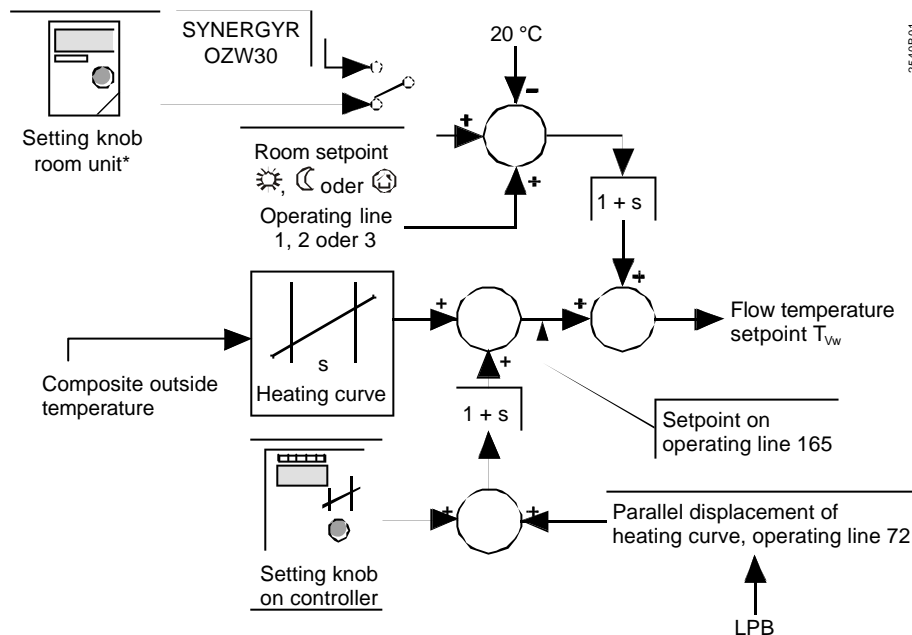 SYNERGYR
OZW30
20 °C
Setting knob
room unit*
Room setpoint
, oder
Operating line
1, 2 oder 3
1 + s
Flow temperature
setpoint TVw
s
Heating curve
Composite outside
temperature
1 + s
Setpoint on
operating line 165
Parallel displacement of
heating curve, operating line 72
Setting knob
on controller
LPB